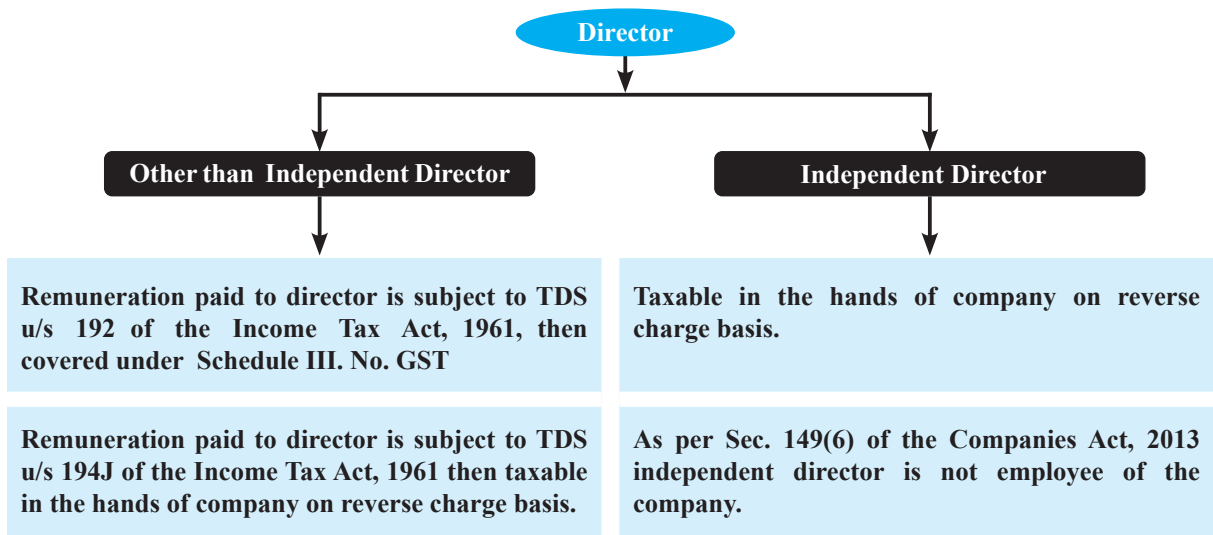 Director
Other than Independent Director
Independent Director
Remuneration paid to director is subject to TDS
u/s 192 of the Income Tax Act, 1961, then
covered under Schedule III. No. GST
Taxable in the hands of company on reverse
charge basis.
Remuneration paid to director is subject to TDS
u/s 194J of the Income Tax Act, 1961 then taxable
in the hands of company on reverse charge basis.
As per Sec. 149(6) of the Companies Act, 2013
independent director is not employee of the
company.